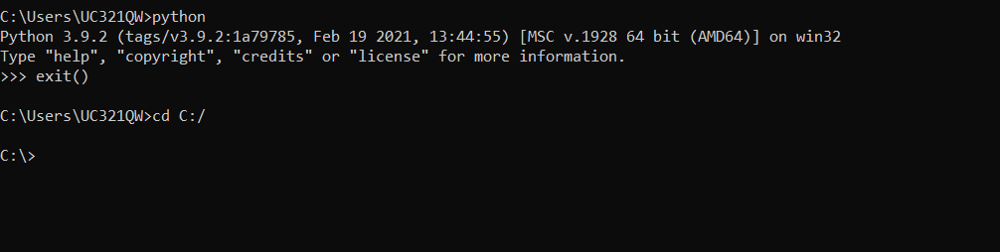 C:\Users\UC321QW>python
Python 3.9.2 (tags/v3.9.2:1a79785, Feb 19 2021, 13:44:55) [MSC v.1928 64 bit (AMD64)] on win32
Type "help", "copyright", "credits" or "license" for more information.
>>> exit()
C:\Users\UC321QW>cd C:/
C:\>